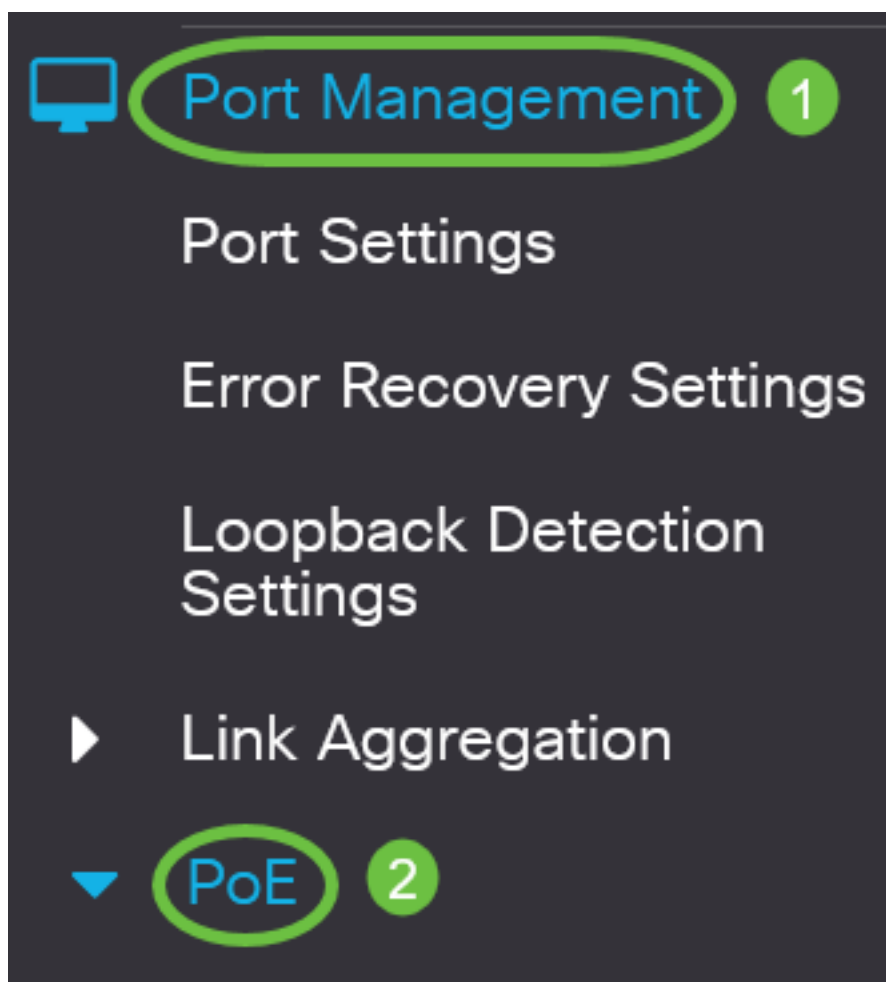 Port Management 1
Port Settings
Error Recovery Settings
Loopback Detection
Settings
Link Aggregation
PoE 2